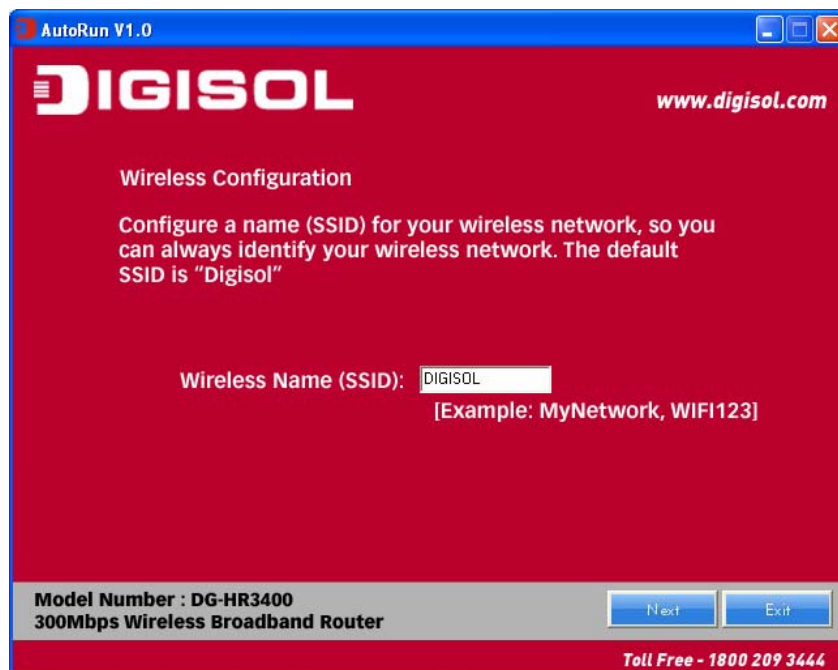 AutoRun V1.0
DIGISOL
www.digisol.com
Wireless Configuration
Configure a name (SSID) for your wireless network, so you
can always identify your wireless network. The default
SSID is "Digisol"
Wireless Name (SSID): DIGISOL
[Example: MyNetwork, WIFI123]
Model Number : DG-HR3400
300Mbps Wireless Broadband Router
Next Exit
Toll Free - 1800 209 3444